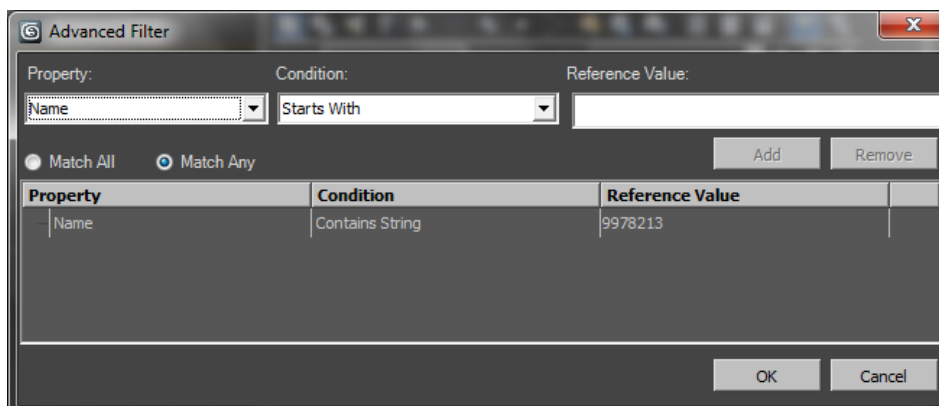 Advanced Filter
Property: Condition: Reference Value:
Name Starts With
Match All Match Any Add Remove
Property Condition Reference Value
Name Contains String 9978213
OK Cancel